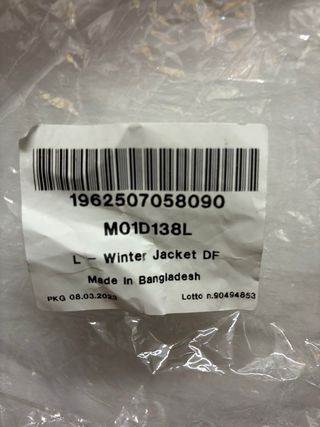 1962507058090
M01D138L
L - Winter Jacket DF
Made in Bangladesh
PKG 08.03.2023 Lotto n.90494853